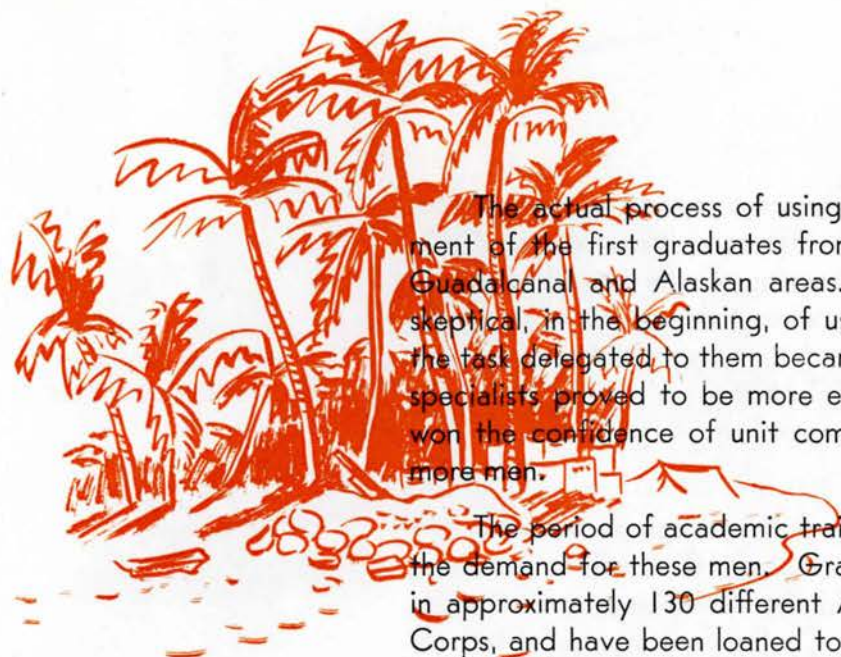 The actual process of using
ment of the first graduates fror
Guadalcanal and Alaskan areas.
skeptical, in the beginning, of u
the task delegated to them becar
specialists proved to be more e
won the confidence of unit com
more men.
The period of academic trai
the demand for these men. Gra
in approximately 130 different A
Corps, and have been loaned to